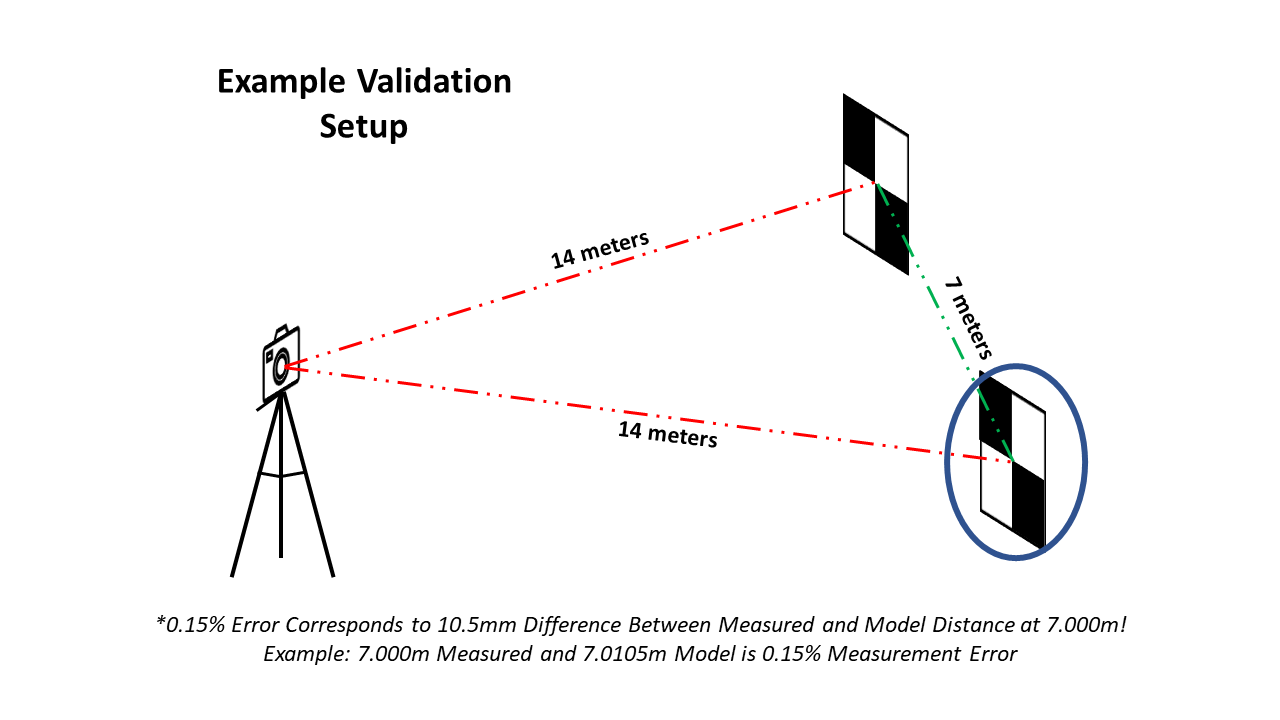 Example Validation
Setup
14 meters
7 meters
14 meters
*0.15% Error Corresponds to 10.5mm Difference Between Measured and Model Distance at 7.000m!
Example: 7.000m Measured and 7.0105m Model is 0.15% Measurement Error